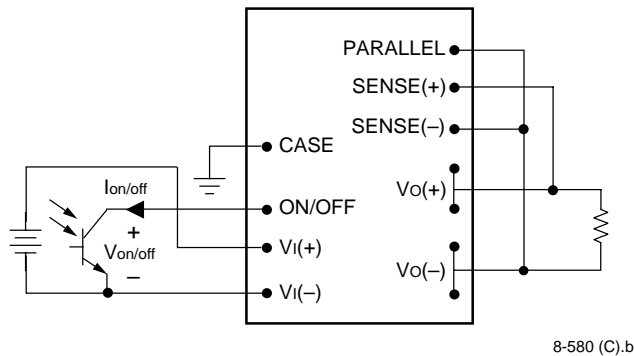 PARALLEL
SENSE(+)
SENSE(–)
CASE
Ion/off
ON/OFF
VO(+)
+
Von/off
–
VI(+)
VI(–)
VO(–)
8-580 (C).b